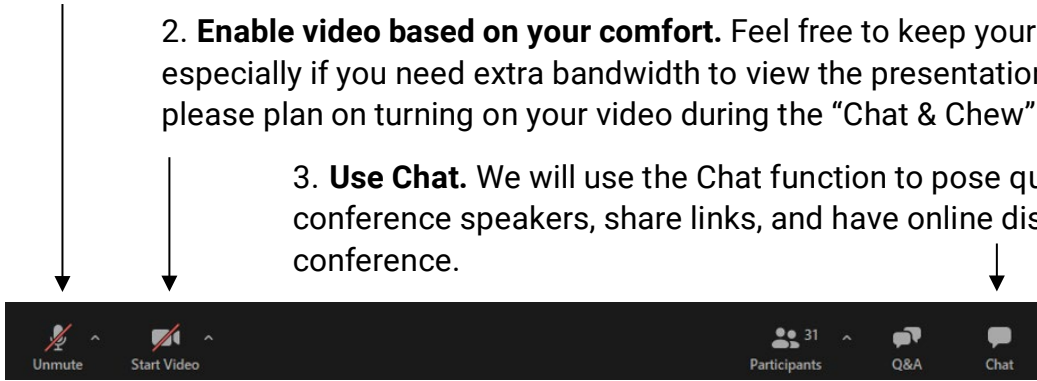 2. Enable video based on your comfort. Feel free to keep your
especially if you need extra bandwidth to view the presentation
please plan on turning on your video during the “Chat & Chew”
3. Use Chat. We will use the Chat function to pose
conference speakers, share links, and have online
conference.
Unmute
Start Video
31
Participants
Q&A
Chat